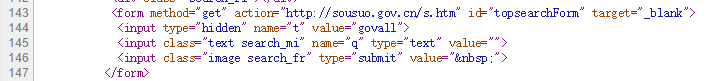 143 <form method="get" action="http://sousuo.gov.cn/s.htm" id="topsearchForm" target="_blank">
144 <input type="hidden" name="t" value="govall">
145 <input class="text search_mi" name="q" type="text" value="">
146 <input class="image search_fr" type="submit" value="&nbsp;">
147 </form>